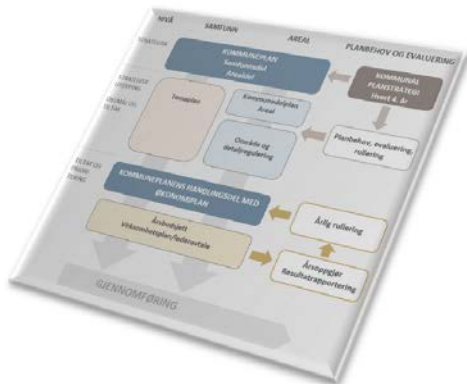 NIVÅ
SAMFUNN
AREAL
PLANBEHOV OG EVALUERING
KOMMUNEPLAN
Samfunnsdel
Arealdel
KOMMUNAL
PLANSTRATEGI
Hvert 4. år
Temaplan
Kommunedelplan
Areal
Område og
detaljregulering
Planbehov, evaluering,
rullering
KOMMUNEPLANENS HANDLINGSDEL MED
ØKONOMIPLAN
Årlig rullering
Årsbudsjett
Virksomhetsplan/lederavtale
Årsoppgjør
Resultatrapportering
GJENNOMFØRING